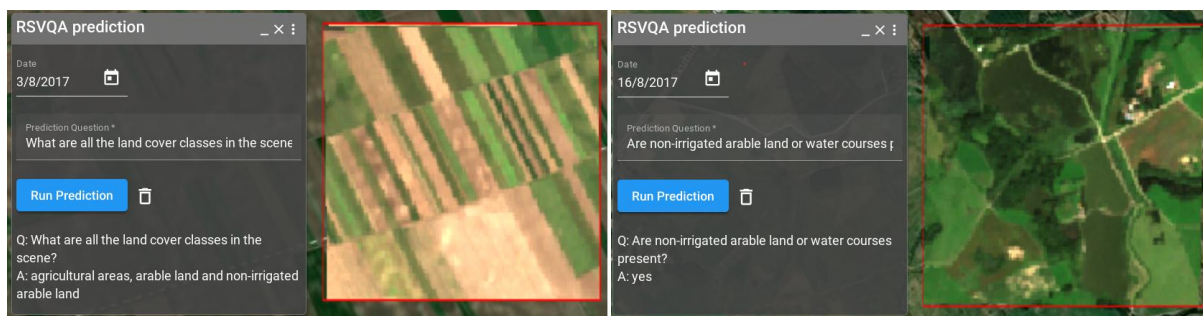 RSVQA prediction
Date
3/8/2017
Prediction Question *
What are all the land cover classes in the scene
Run Prediction
Q: What are all the land cover classes in the
scene?
A: agricultural areas, arable land and non-irrigated
arable land
RSVQA prediction
Date
16/8/2017
Prediction Question *
Are non-irrigated arable land or water courses
Run Prediction
Q: Are non-irrigated arable land or water courses
present?
A: yes